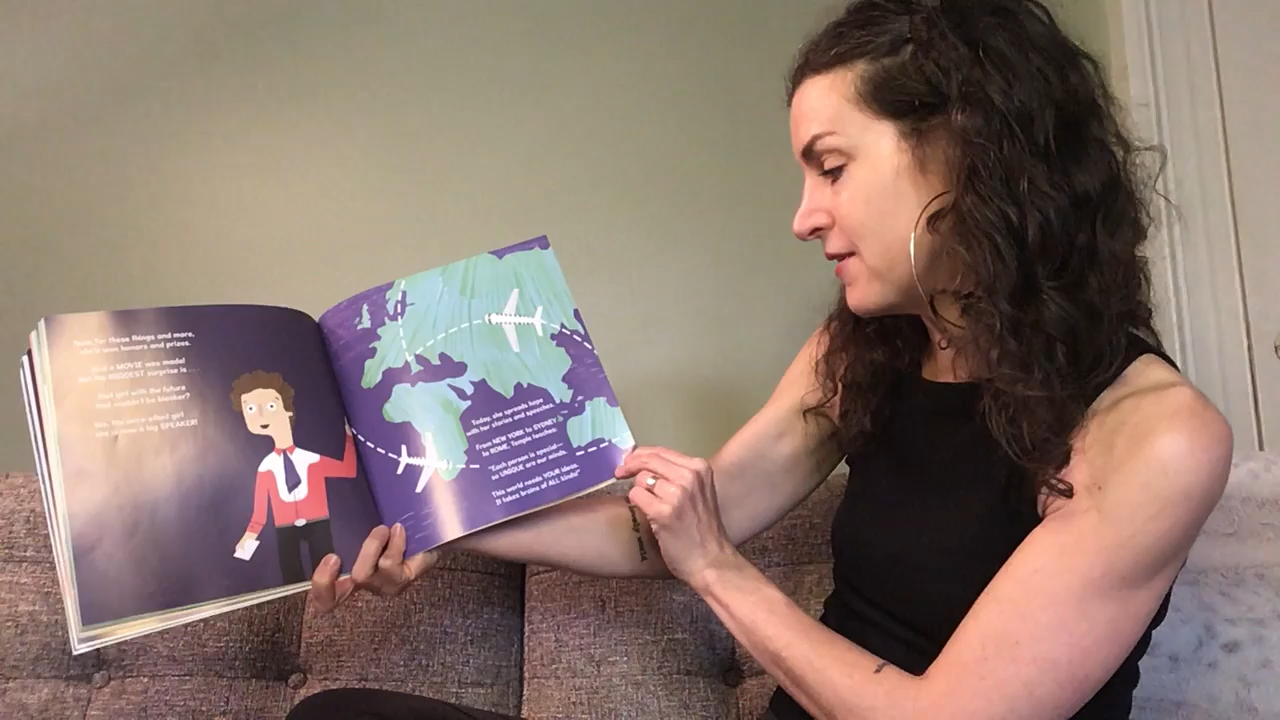 Now, for these things and more,
she'd won honors and prizes.
And a MOVIE was made!
But the BIGGEST surprise is . . .
that girl with the future
that couldn't be bleaker?
Yes, the once-silent girl
is now a big SPEAKER!
Today, she spreads hope
with her stories and speeches.
From NEW YORK to SYDNEY
to ROME, Temple teaches:
"Each person is special—
so UNIQUE are our minds.
This world needs YOUR ideas.
It takes brains of ALL kinds!"